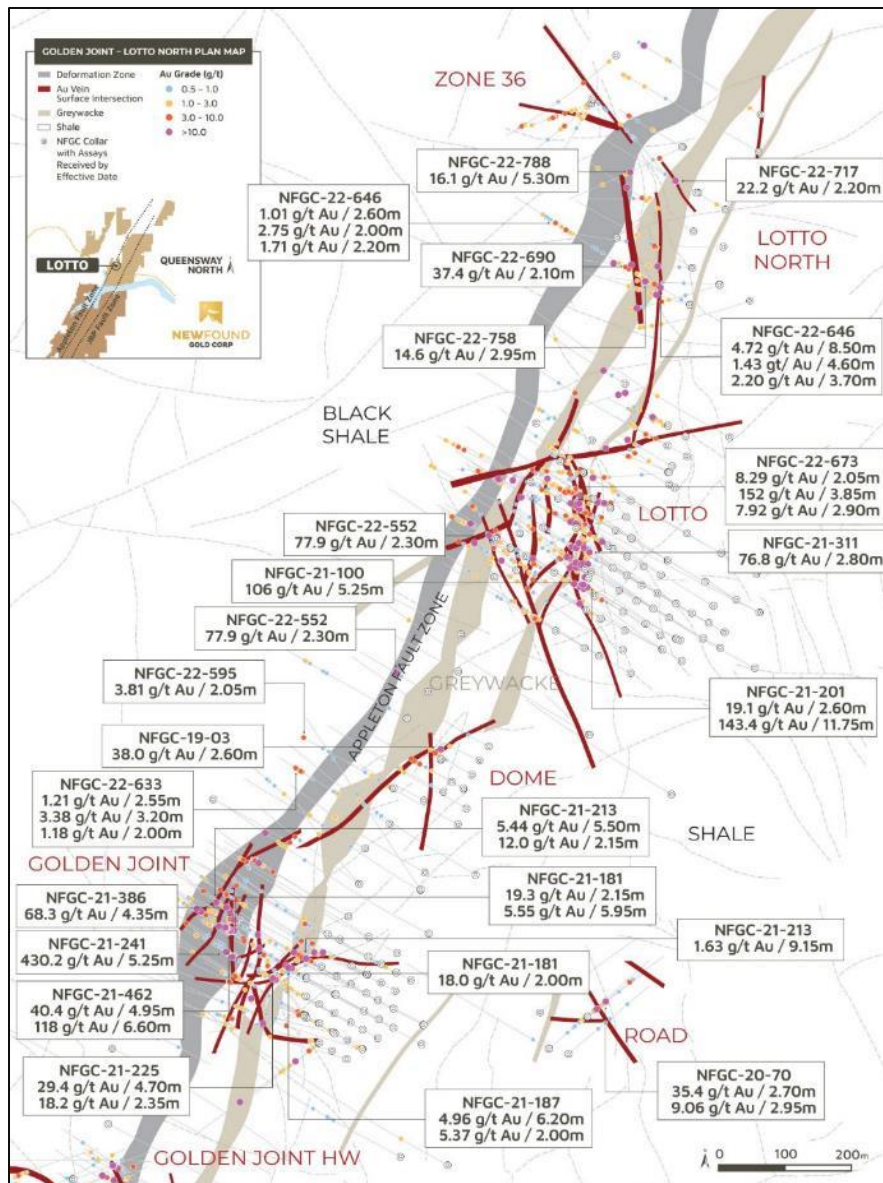 GOLDEN JOINT – LOTTO NORTH PLAN MAP
Deformation Zone
Au Vein
Surface Intersection
Greywacke
Shale
NFGC Collar
with Assays
Received by
Effective Date
Au Grade (g/t)
0.5 - 1.0
1.0 - 3.0
3.0 - 10.0
>10.0
LOTTO
QUEENSWAY
NORTH
Appleton Fault Zone
JBP Fault Zone
NEWFOUND
GOLD CORP
ZONE 36
NFGC-22-788
16.1 g/t Au / 5.30m
NFGC-22-717
22.2 g/t Au / 2.20m
NFGC-22-646
1.01 g/t Au / 2.60m
2.75 g/t Au / 2.00m
1.71 g/t Au / 2.20m
LOTTO
NORTH
NFGC-22-690
37.4 g/t Au / 2.10m
NFGC-22-758
14.6 g/t Au / 2.95m
NFGC-22-646
4.72 g/t Au / 8.50m
1.43 gt/ Au / 4.60m
2.20 g/t Au / 3.70m
BLACK
SHALE
NFGC-22-673
8.29 g/t Au / 2.05m
152 g/t Au / 3.85m
7.92 g/t Au / 2.90m
LOTTO
NFGC-22-552
77.9 g/t Au / 2.30m
NFGC-21-311
76.8 g/t Au / 2.80m
NFGC-21-100
106 g/t Au / 5.25m
NFGC-22-552
77.9 g/t Au / 2.30m
APPLETON FAULT ZONE
GREYWACKE
NFGC-22-595
3.81 g/t Au / 2.05m
NFGC-21-201
19.1 g/t Au / 2.60m
143.4 g/t Au / 11.75m
NFGC-19-03
38.0 g/t Au / 2.60m
DOME
NFGC-22-633
1.21 g/t Au / 2.55m
3.38 g/t Au / 3.20m
1.18 g/t Au / 2.00m
NFGC-21-213
5.44 g/t Au / 5.50m
12.0 g/t Au / 2.15m
SHALE
GOLDEN JOINT
NFGC-21-386
68.3 g/t Au / 4.35m
NFGC-21-181
19.3 g/t Au / 2.15m
5.55 g/t Au / 5.95m
NFGC-21-213
1.63 g/t Au / 9.15m
NFGC-21-241
430.2 g/t Au / 5.25m
NFGC-21-181
18.0 g/t Au / 2.00m
NFGC-21-462
40.4 g/t Au / 4.95m
118 g/t Au / 6.60m
ROAD
NFGC-21-225
29.4 g/t Au / 4.70m
18.2 g/t Au / 2.35m
NFGC-20-70
35.4 g/t Au / 2.70m
9.06 g/t Au / 2.95m
NFGC-21-187
4.96 g/t Au / 6.20m
5.37 g/t Au / 2.00m
GOLDEN JOINT HW
0 100 200m